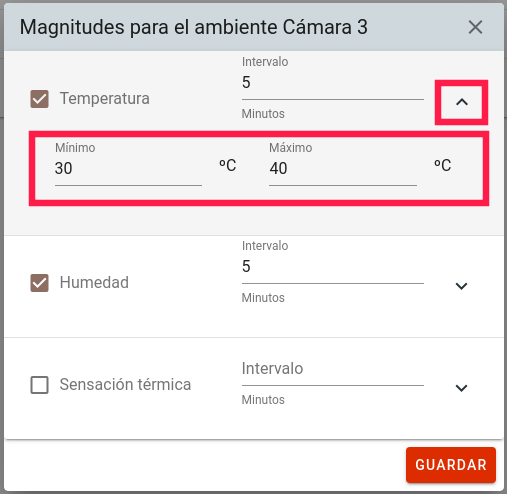 Magnitudes para el ambiente Cámara 3
Temperatura
Intervalo
5
Minutos
Mínimo
30 ºC
Máximo
40 ºC
Humedad
Intervalo
5
Minutos
Sensación térmica
Intervalo
Minutos
GUARDAR